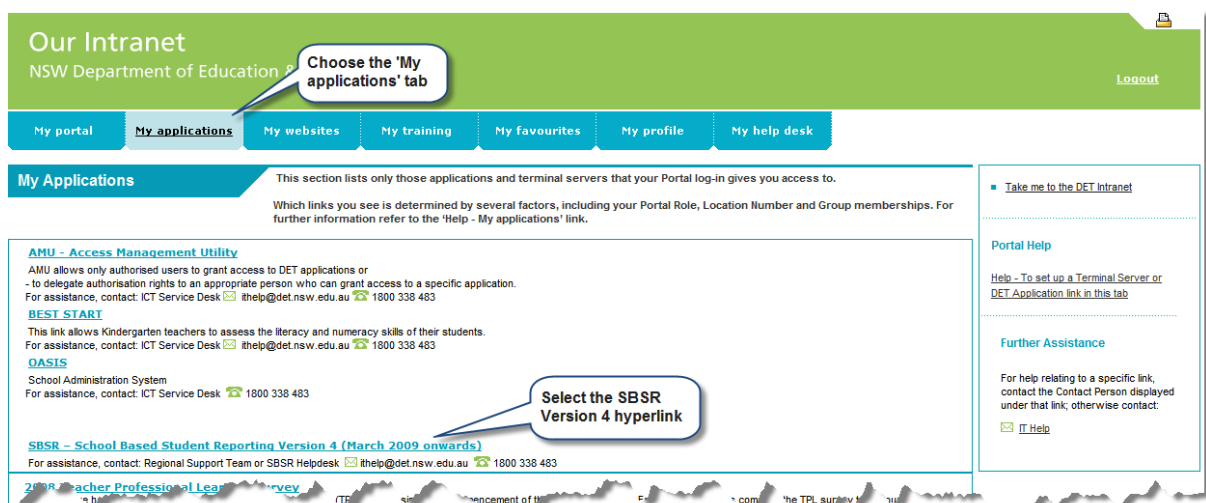 Our Intranet
NSW Department of Education &
Choose the 'My
applications' tab
Logout
My portal
My applications
My websites
My training
My favourites
My profile
My help desk
My Applications
This section lists only those applications and terminal servers that your Portal log-in gives you access to.
Which links you see is determined by several factors, including your Portal Role, Location Number and Group memberships. For
further information refer to the 'Help - My applications' link.
AMU - Access Management Utility
AMU allows only authorised users to grant access to DET applications or
- to delegate authorisation rights to an appropriate person who can grant access to a specific application.
For assistance, contact: ICT Service Desk ithelp@det.nsw.edu.au 1800 338 483
BEST START
This link allows Kindergarten teachers to assess the literacy and numeracy skills of their students.
For assistance, contact: ICT Service Desk ithelp@det.nsw.edu.au 1800 338 483
OASIS
School Administration System
For assistance, contact: ICT Service Desk 1800 338 483
Select the SBSR
Version 4 hyperlink
SBSR – School Based Student Reporting Version 4 (March 2009 onwards)
For assistance, contact: Regional Support Team or SBSR Helpdesk ithelp@det.nsw.edu.au 1800 338 483
Teacher Professional
Take me to the DET Intranet
Portal Help
Help - To set up a Terminal Server or
DET Application link in this tab
Further Assistance
For help relating to a specific link,
contact the Contact Person displayed
under that link; otherwise contact:
IT Help